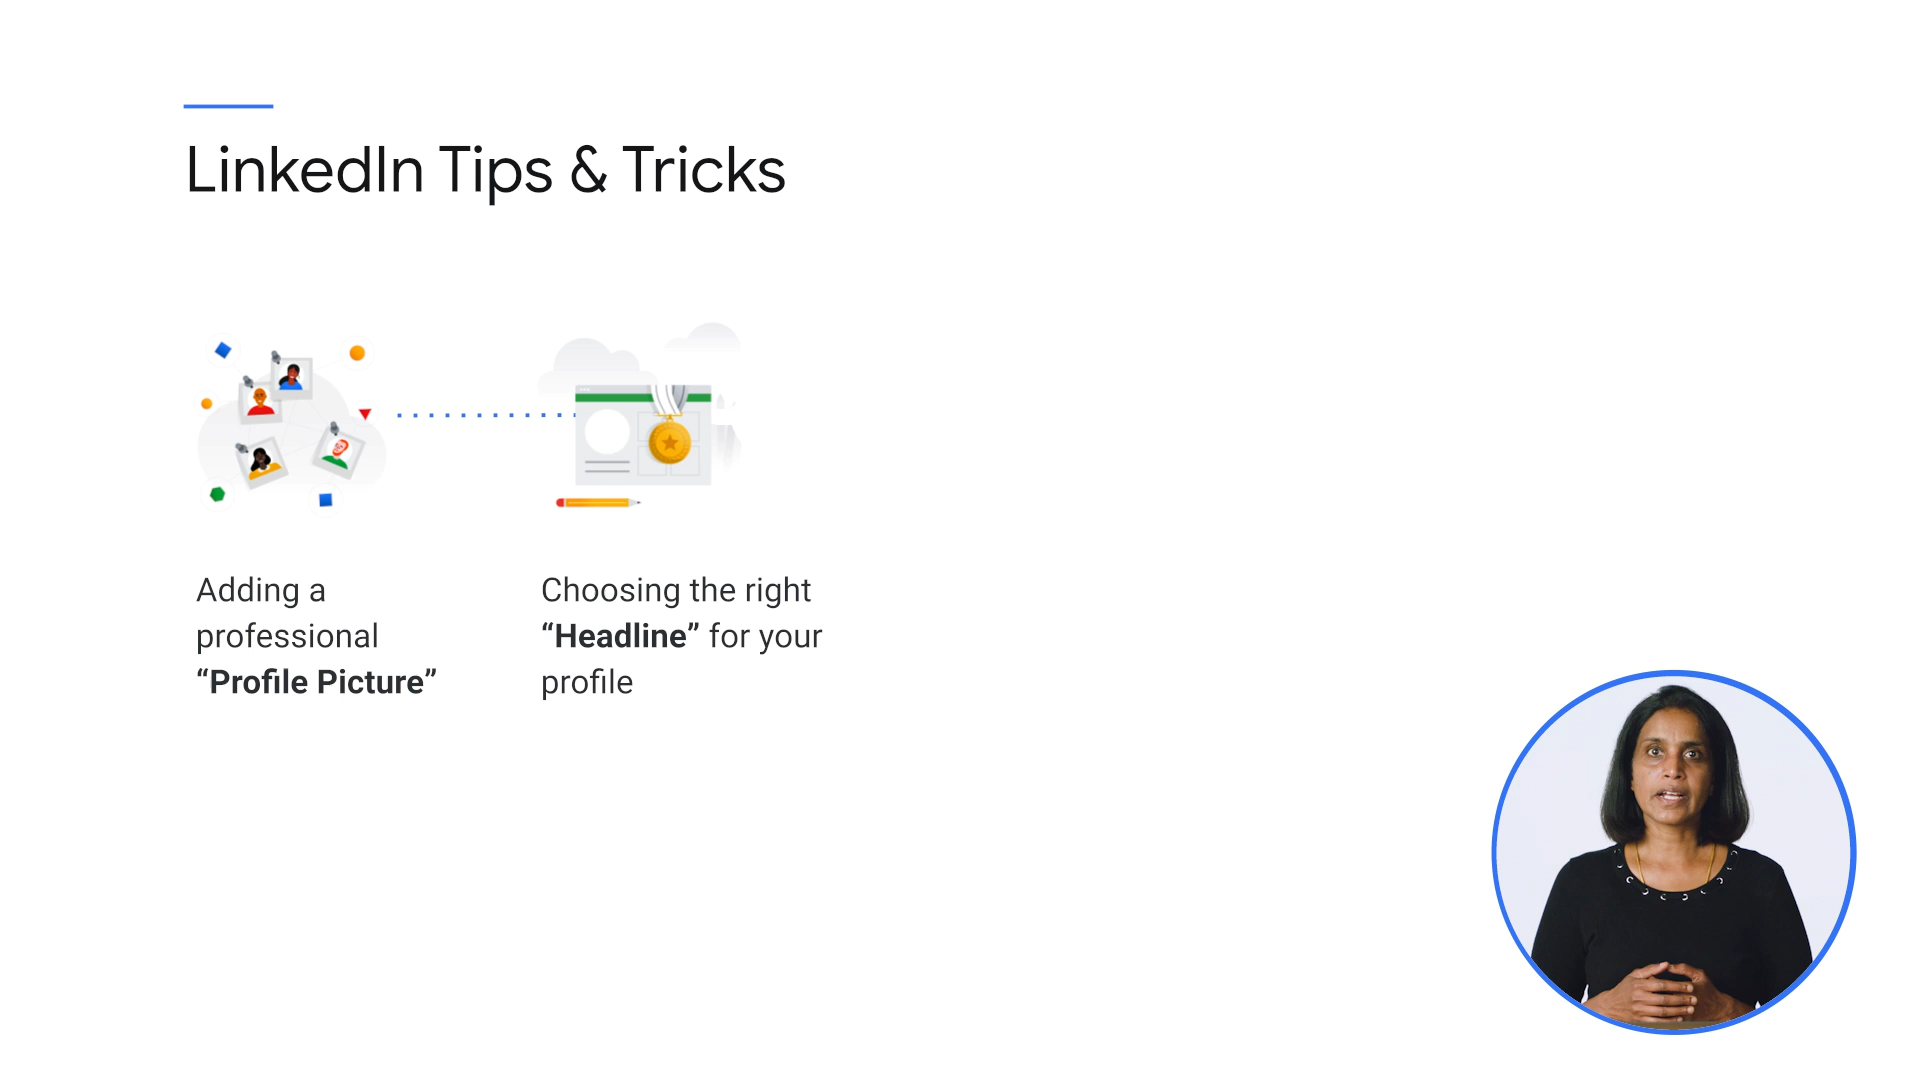 LinkedIn Tips & Tricks
Adding a
professional
“Profile Picture”
Choosing the right
“Headline” for your
profile